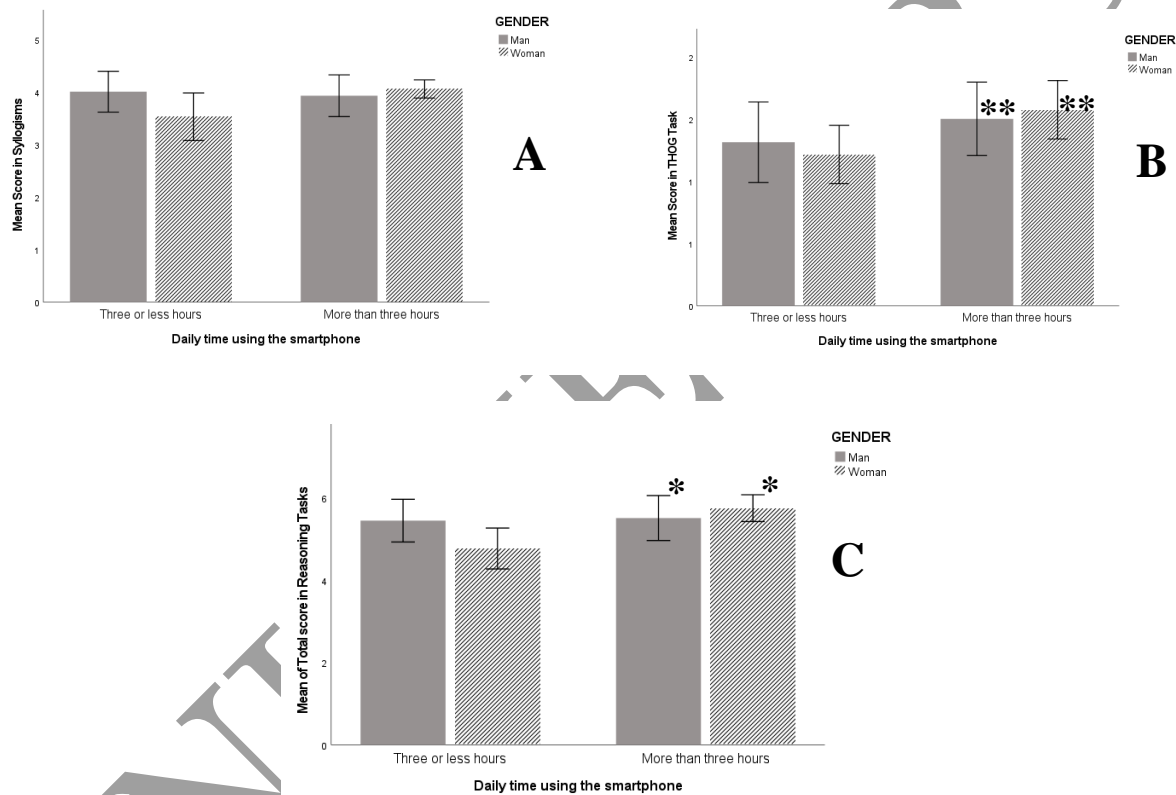 GENDER
Man
Woman
5
4
3
2
1
0
Mean Score in Syllogisms
Three or less hours
More than three hours
Daily time using the smartphone
A
GENDER
Man
Woman
2
2
1
1
0
Mean Score in THOG Task
**
**
Three or less hours
More than three hours
Daily time using the smartphone
B
GENDER
Man
Woman
6
4
2
0
Mean of Total score in Reasoning Tasks
*
*
Three or less hours
More than three hours
Daily time using the smartphone
C